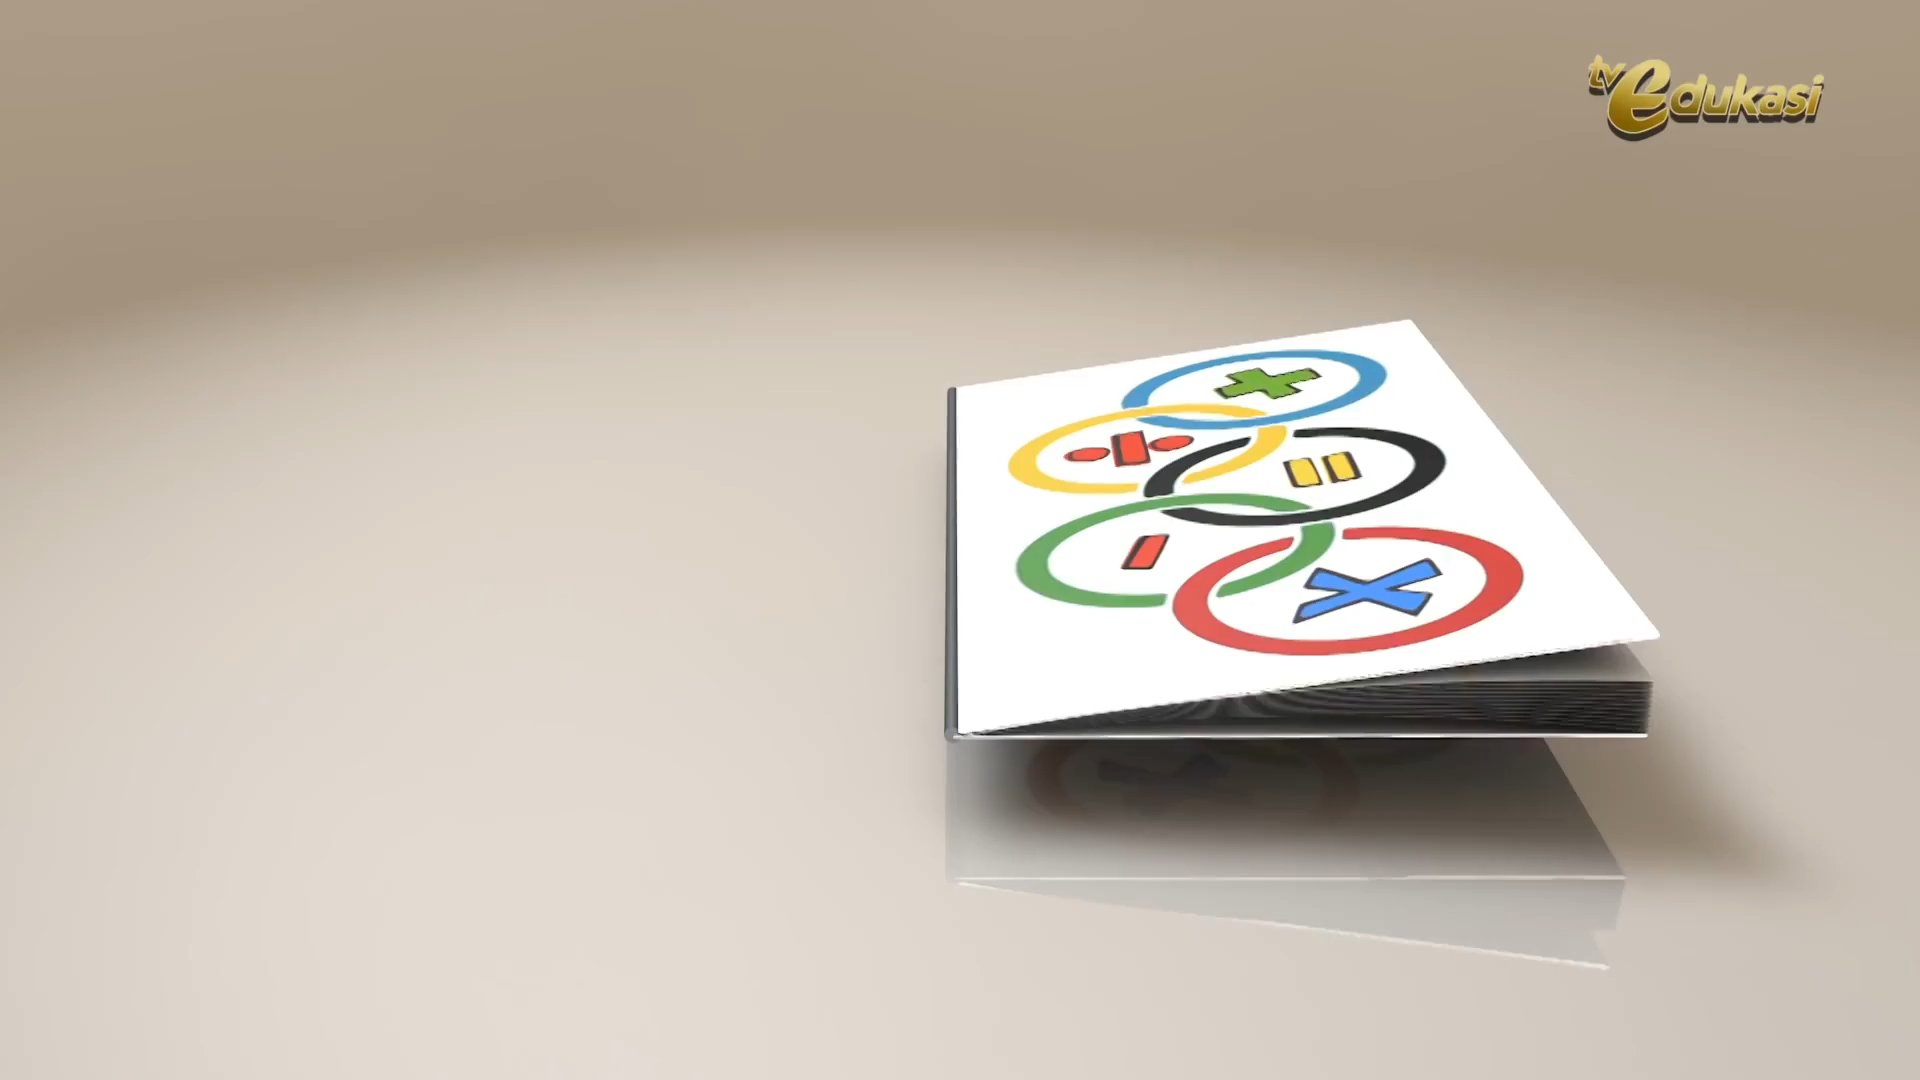 tv edukasi
+
÷ =
- x